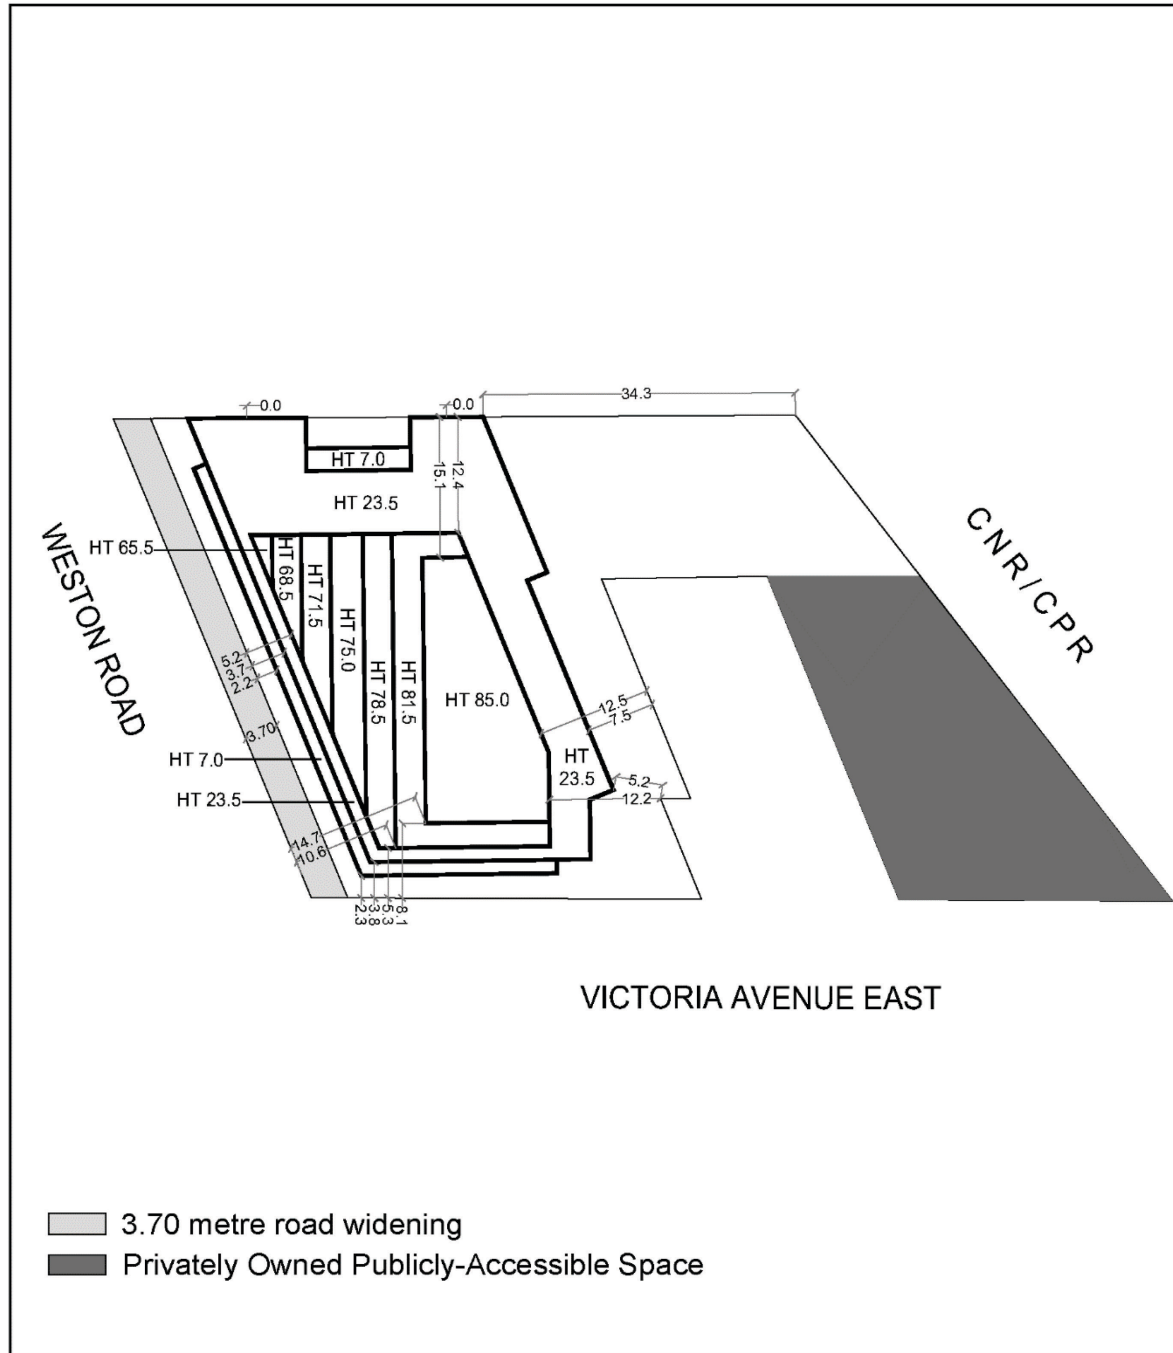 34.3
0.0
0.0
HT 7.0
15.1
12.4
HT 23.5
HT 65.5
HT 68.5
HT 71.5
HT 75.0
HT 78.5
HT 81.5
HT 85.0
WESTON ROAD
CNR/CPR
5.2
3.7
2.2
3.70
12.5
7.5
HT 7.0
HT
23.5
5.2
12.2
HT 23.5
14.7
10.6
2.3
3.8
5.3
8.1
VICTORIA AVENUE EAST
3.70 metre road widening
Privately Owned Publicly-Accessible Space